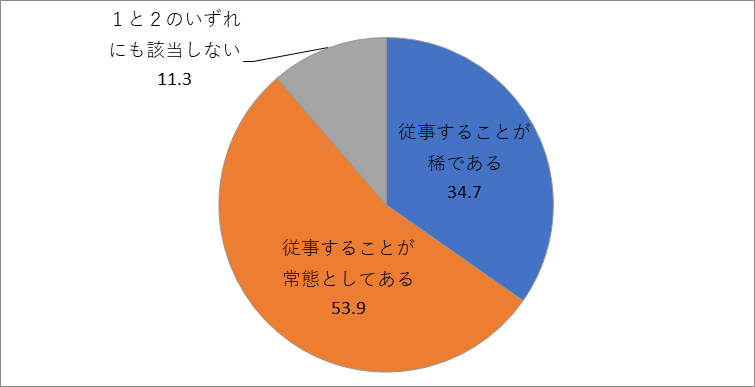 １と２のいずれ
にも該当しない
11.3
従事することが
稀である
34.7
従事することが
常態としてある
53.9